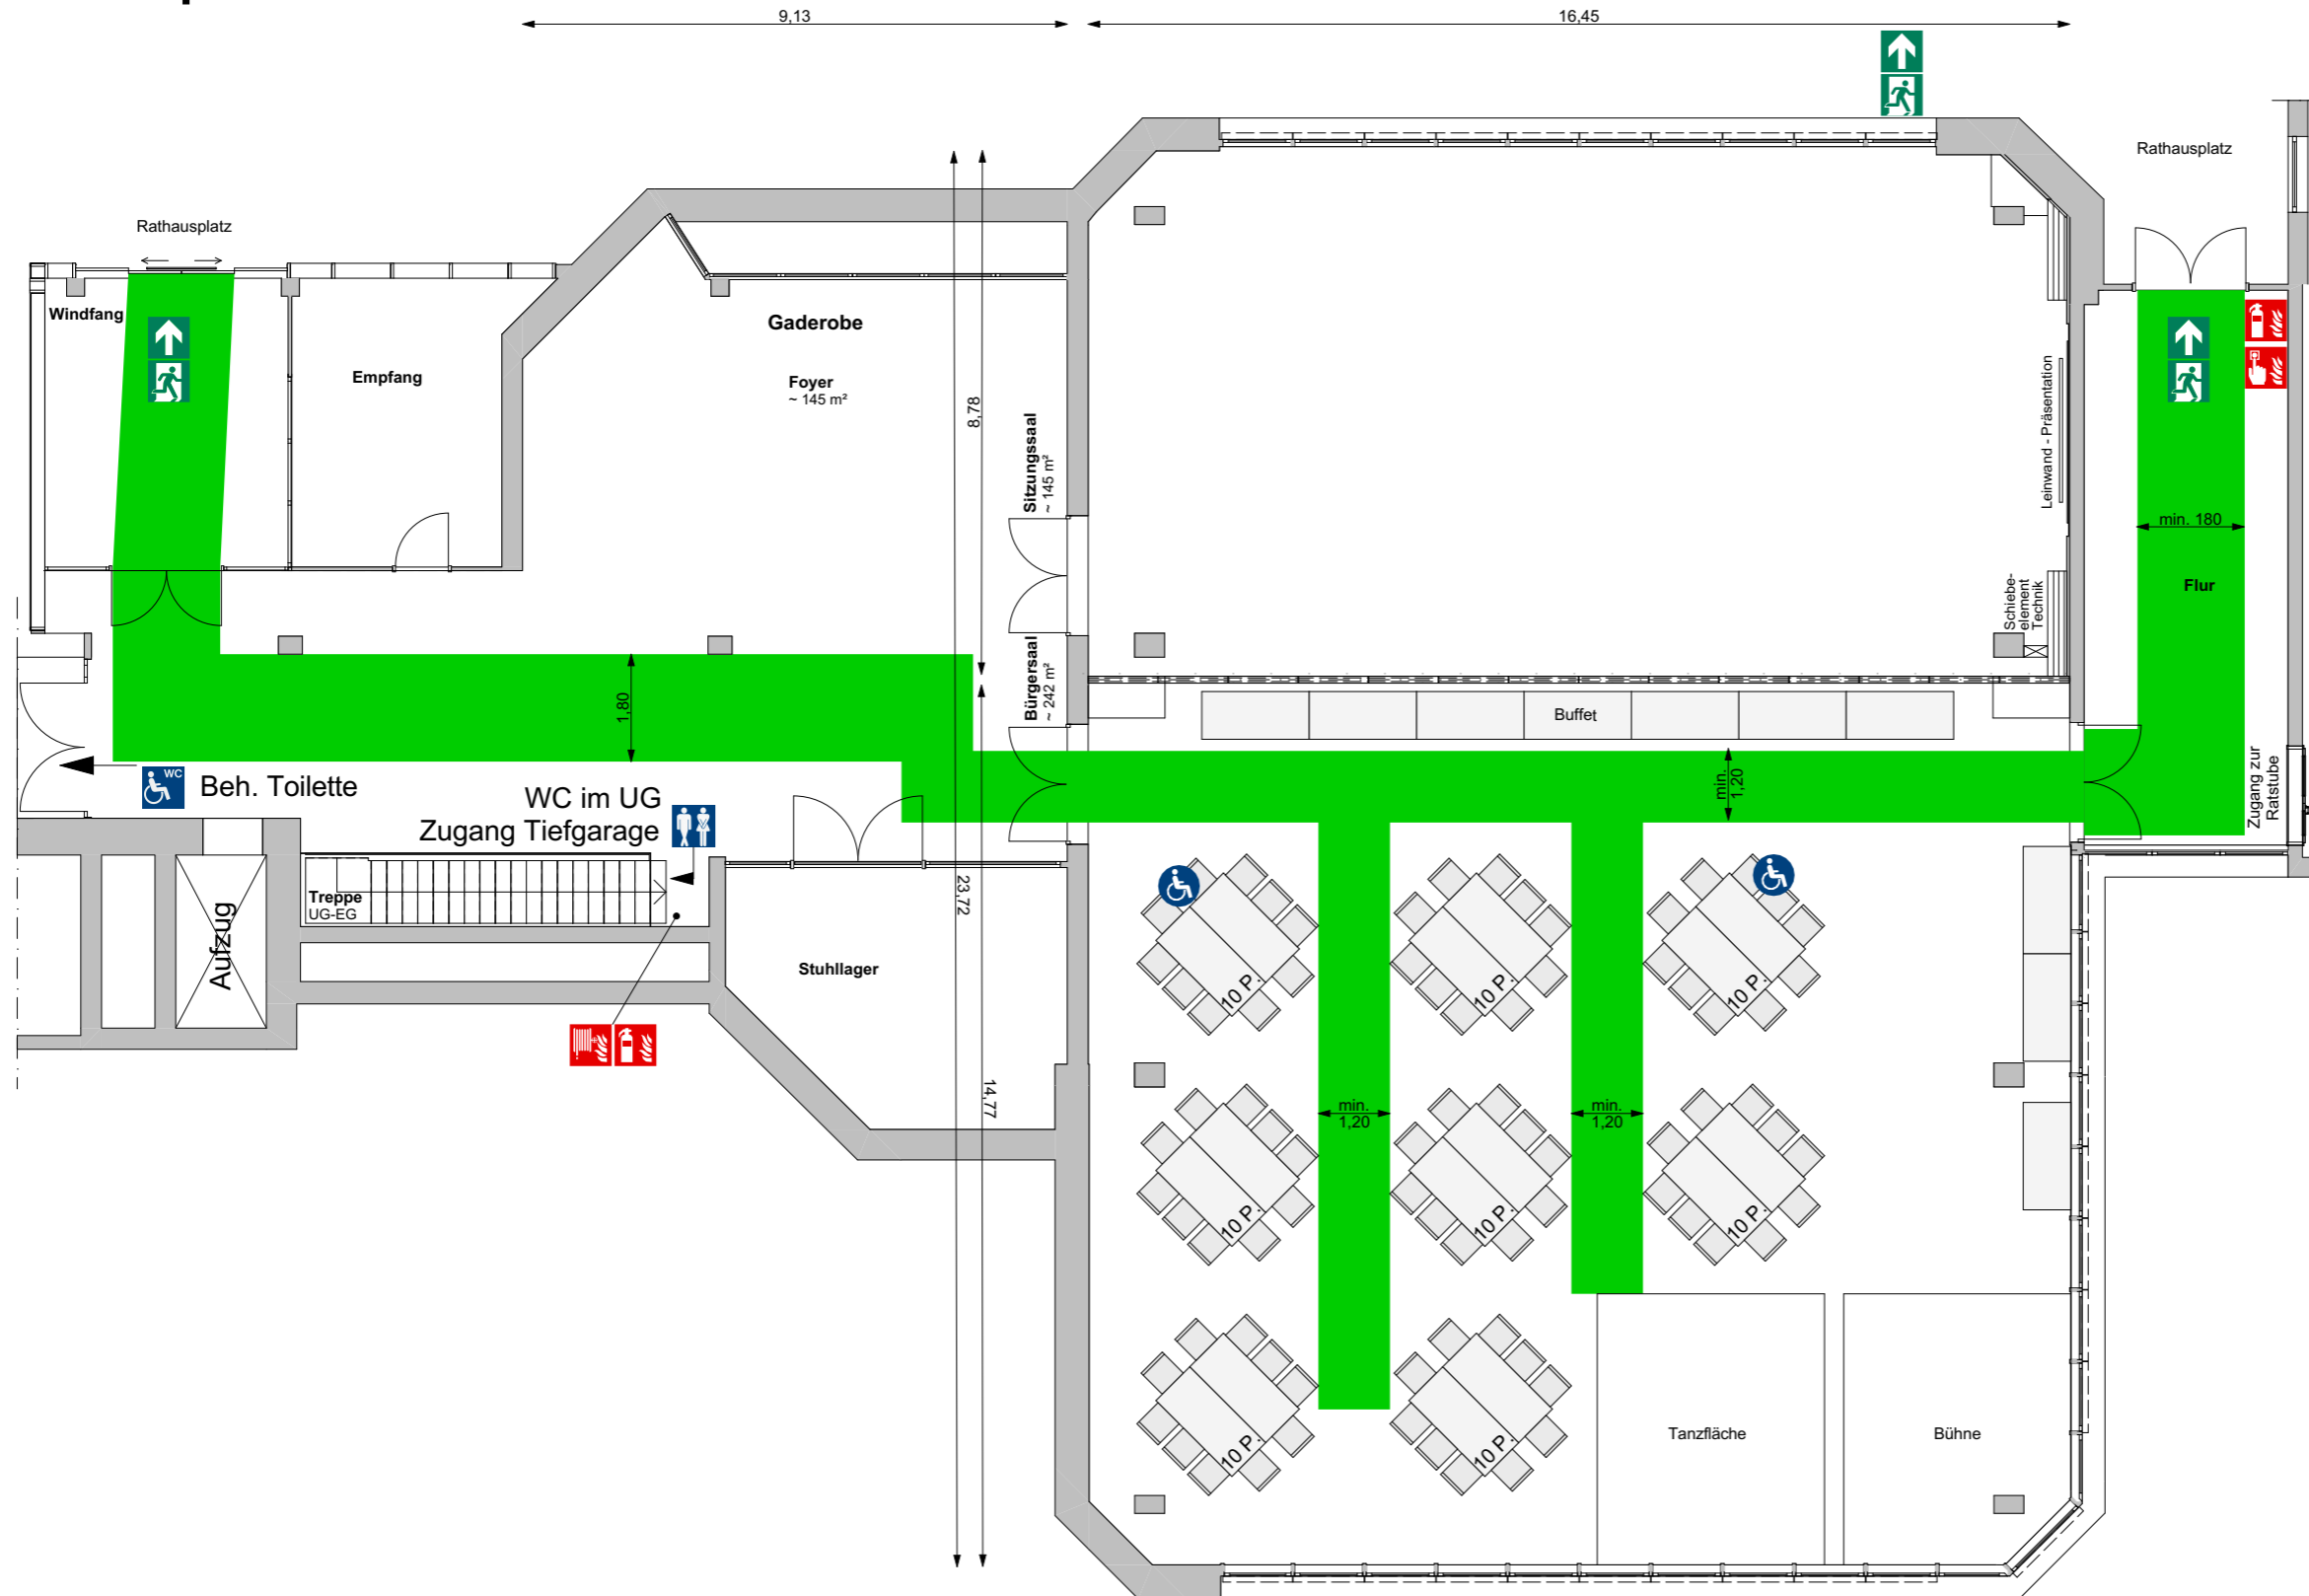 9,13
16,45
Rathausplatz
Rathausplatz
Windfang
Empfang
Gaderobe
Foyer
~ 145 m²
8,78
Sitzungssaal
~ 145 m²
Leinwand - Präsentation
min. 180
Flur
Schiebe-
element
Technik
Bürgersaal
~ 242 m²
1,80
Buffet
min.
1,20
Zugang zur
Ratstube
WC
Beh. Toilette
WC im UG
Zugang Tiefgarage
Treppe
UG-EG
Aufzug
Stuhllager
23,72
14,77
10 P.
10 P.
10 P.
min.
1,20
min.
1,20
10 P.
10 P.
10 P.
10 P.
10 P.
Tanzfläche
Bühne